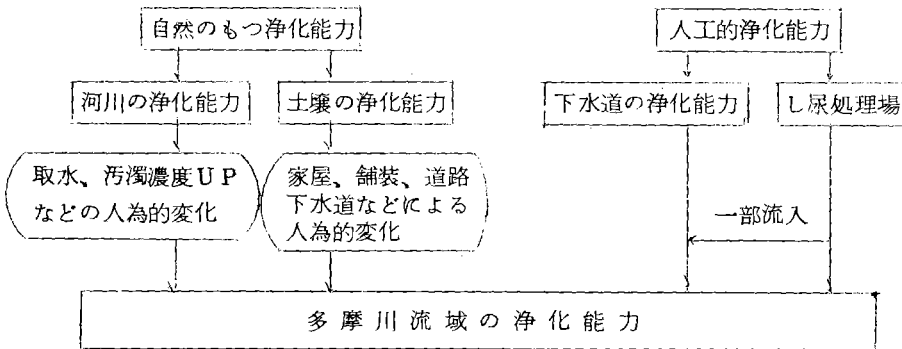 自然のもつ浄化能力
人工的浄化能力
河川の浄化能力
土壌の浄化能力
下水道の浄化能力
し尿処理場
取水、汚濁濃度UP
などの人為的変化
家屋、舗装、道路
下水道などによる
人為的変化
一部流入
多摩川流域の浄化能力